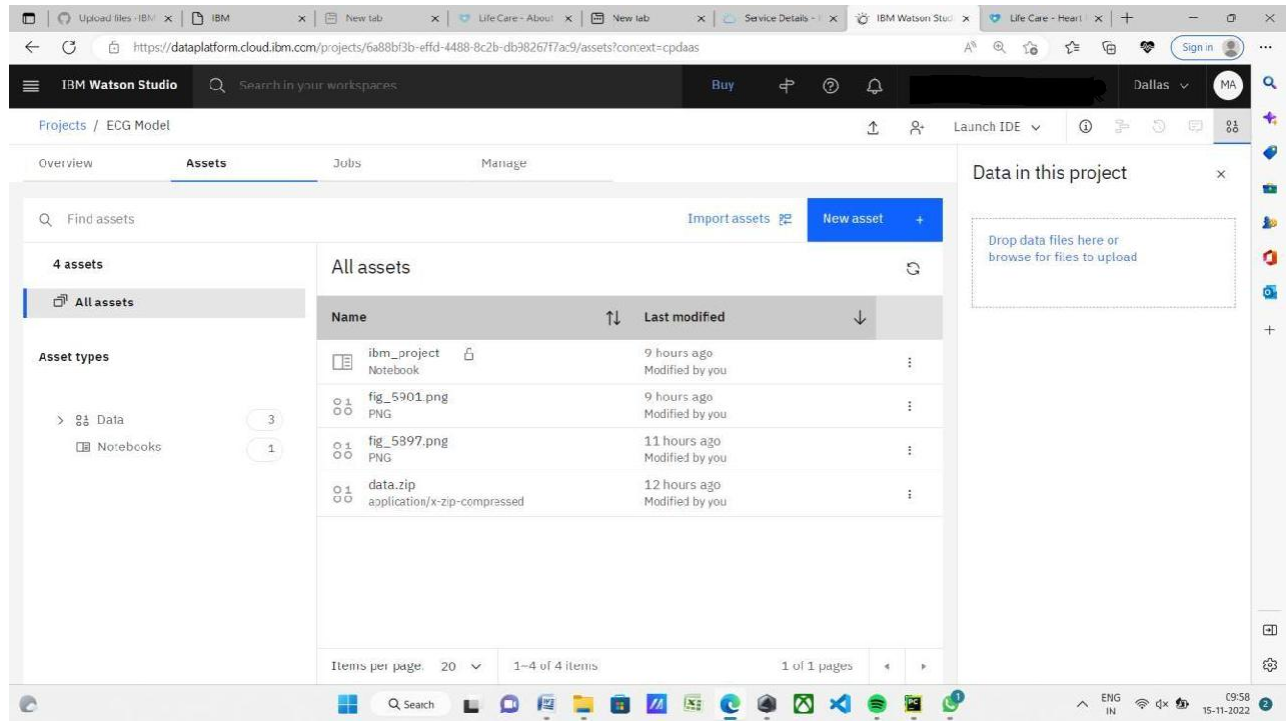 Upload files · IBM
IBM
New tab
Life Care - About
New tab
Service Details -
IBM Watson Stud
Life Care - Heart
https://dataplatform.cloud.ibm.com/projects/6a88bf3b-effd-4488-8c2b-db98267f7ac9/assets?context=cpdaas
Sign in
IBM Watson Studio
Search in your workspaces
Buy
Dallas
MA
Projects / ECG Model
Launch IDE
Overview
Assets
Jobs
Manage
Data in this project
Find assets
Import assets
New asset +
Drop data files here or
browse for files to upload
4 assets
All assets
All assets
Name
Last modified
Asset types
Data 3
Notebooks 1
ibm_project
Notebook
9 hours ago
Modified by you
fig_5901.png
PNG
9 hours ago
Modified by you
fig_5897.png
PNG
11 hours ago
Modified by you
data.zip
application/x-zip-compressed
12 hours ago
Modified by you
Items per page: 20
1–4 of 4 items
1 of 1 pages
Search
1
ENG
IN
09:58
15-11-2022
2